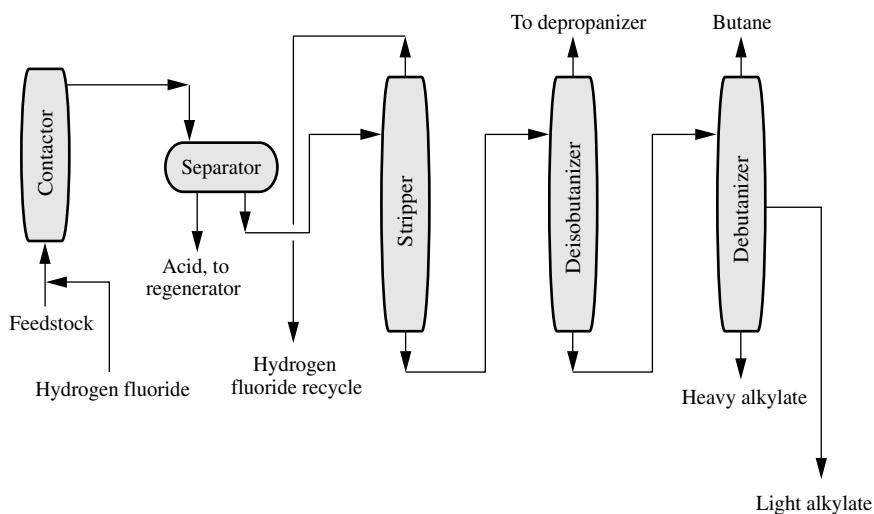 To depropanizer
Butane
Contactor
Separator
Stripper
Deisobutanizer
Debutanizer
Acid, to
regenerator
Feedstock
Hydrogen fluoride
Hydrogen
fluoride recycle
Heavy alkylate
Light alkylate